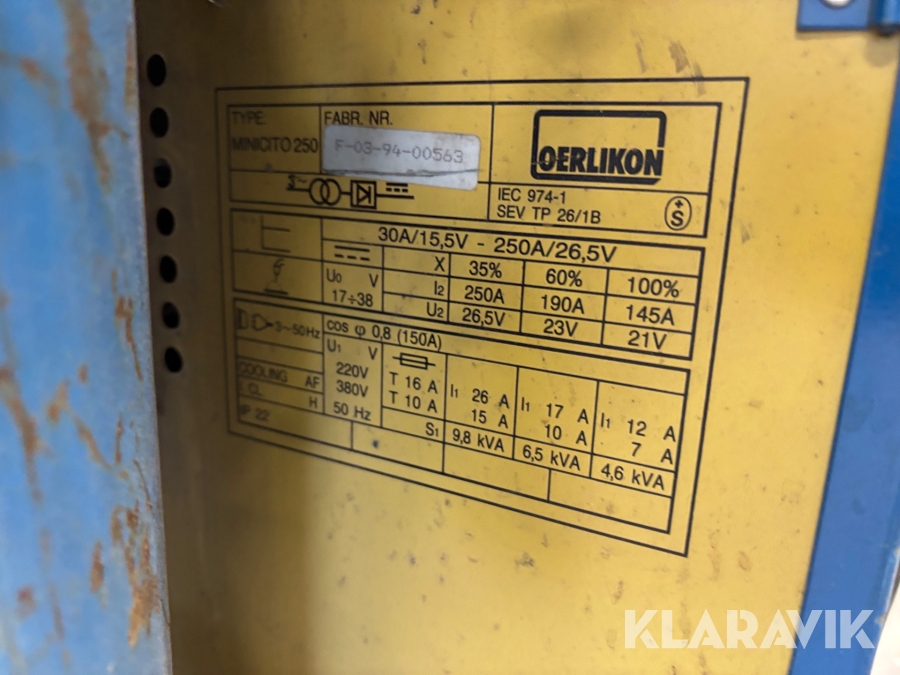 TYPE: FABR. NR.
MINICITO 250 F-03-94-00563
OERLIKON
3~
IEC 974-1
SEV TP 26/1B
+S
30A/15,5V - 250A/26,5V
X 35% 60% 100%
U0 V I2 250A 190A 145A
17÷38 U2 26,5V 23V 21V
3~50Hz cos φ 0,8 (150A)
U1 V
220V T 16 A I1 26 A I1 17 A I1 12 A
COOLING AF 380V T 10 A 15 A 10 A 7 A
I. CL. H 50 Hz S1 9,8 kVA 6,5 kVA 4,6 kVA
IP 22
KLARAVIK